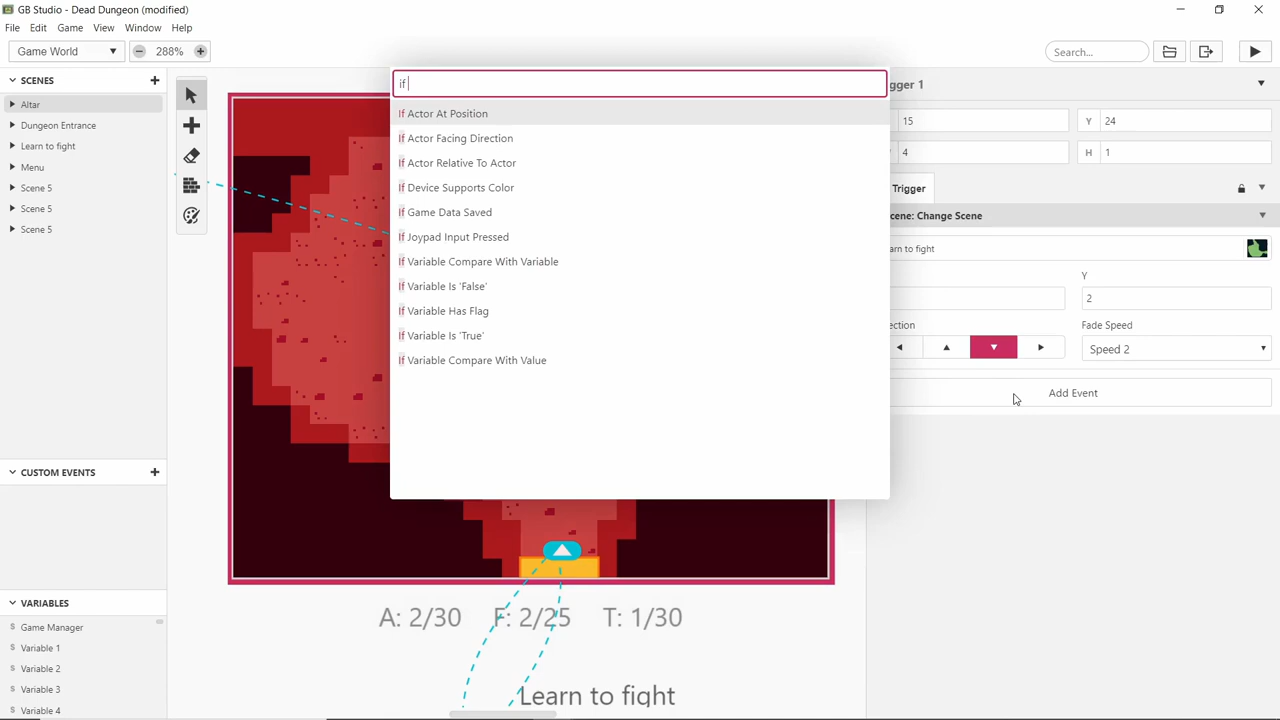 GB Studio - Dead Dungeon (modified)
File Edit Game View Window Help
Game World
288%
Search...
SCENES
Altar
Dungeon Entrance
Learn to fight
Menu
Scene 5
Scene 5
Scene 5
CUSTOM EVENTS
VARIABLES
Game Manager
Variable 1
Variable 2
Variable 3
Variable 4
if
If Actor At Position
If Actor Facing Direction
If Actor Relative To Actor
If Device Supports Color
If Game Data Saved
If Joypad Input Pressed
If Variable Compare With Variable
If Variable Is 'False'
If Variable Has Flag
If Variable Is 'True'
If Variable Compare With Value
A: 2/30 F: 2/25 T: 1/30
Learn to fight
gger 1
15 Y 24
4 H 1
Trigger
cene: Change Scene
arn to fight
Y
2
ection Fade Speed
Speed 2
Add Event